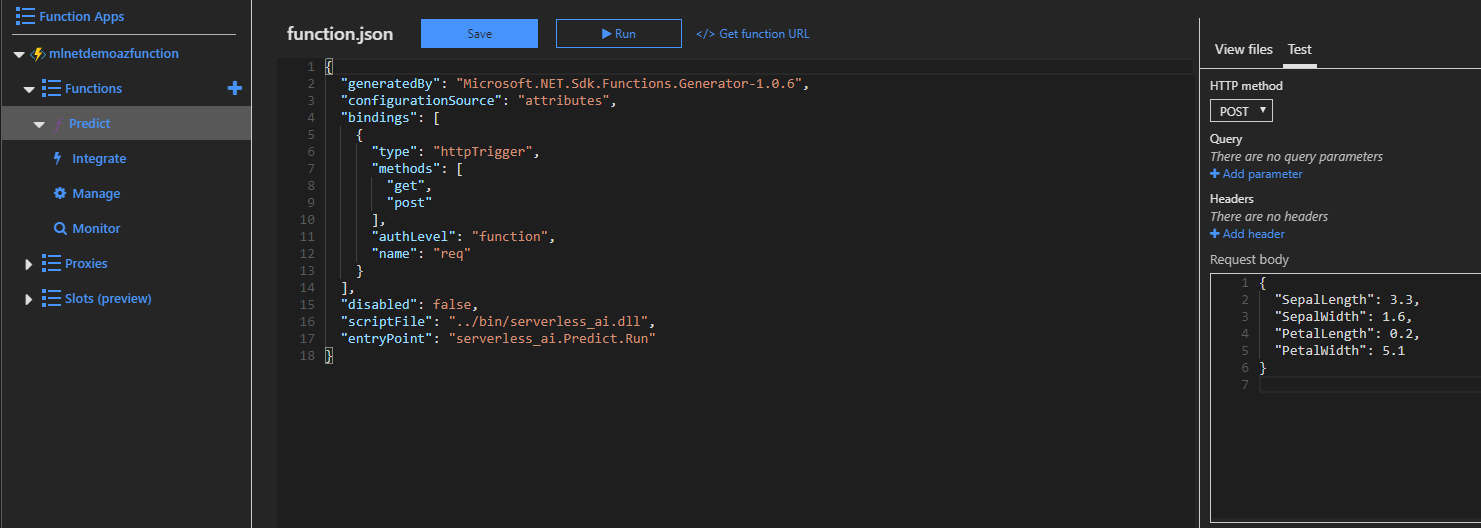 Function Apps
mlnetdemoazfunction
Functions
Predict
Integrate
Manage
Monitor
Proxies
Slots (preview)
function.json
Save
Run
</> Get function URL
1 {
2 "generatedBy": "Microsoft.NET.Sdk.Functions.Generator-1.0.6",
3 "configurationSource": "attributes",
4 "bindings": [
5 {
6 "type": "httpTrigger",
7 "methods": [
8 "get",
9 "post"
10 ],
11 "authLevel": "function",
12 "name": "req"
13 }
14 ],
15 "disabled": false,
16 "scriptFile": "../bin/serverless_ai.dll",
17 "entryPoint": "serverless_ai.Predict.Run"
18 }
View files
Test
HTTP method
POST
Query
There are no query parameters
+ Add parameter
Headers
There are no headers
+ Add header
Request body
1 {
2 "SepalLength": 3.3,
3 "SepalWidth": 1.6,
4 "PetalLength": 0.2,
5 "PetalWidth": 5.1
6 }
7